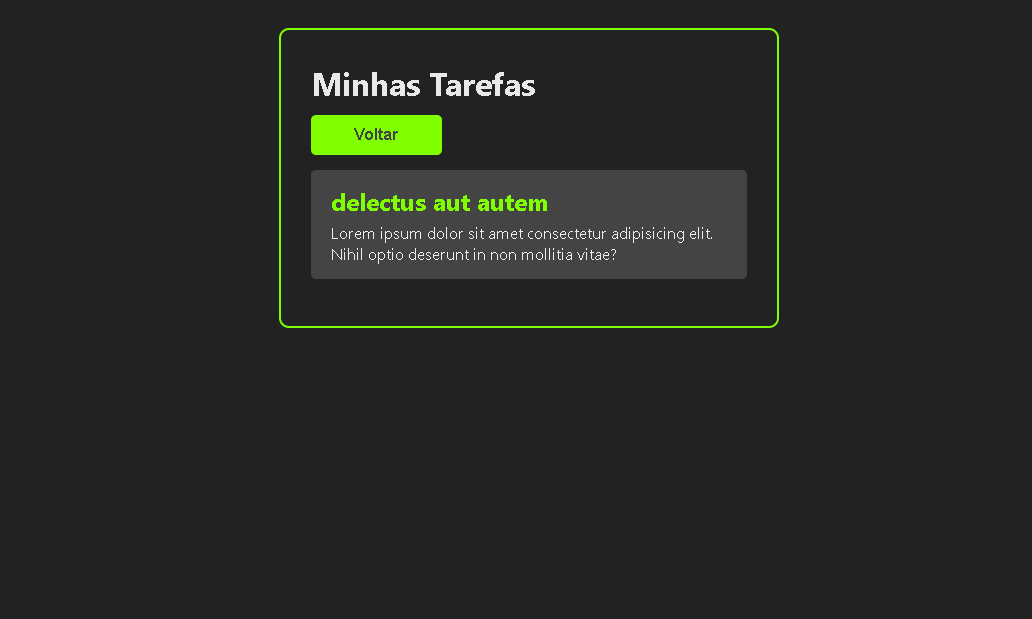 Minhas Tarefas
Voltar
delectus aut autem
Lorem ipsum dolor sit amet consectetur adipisicing elit.
Nihil optio deserunt in non mollitia vitae?